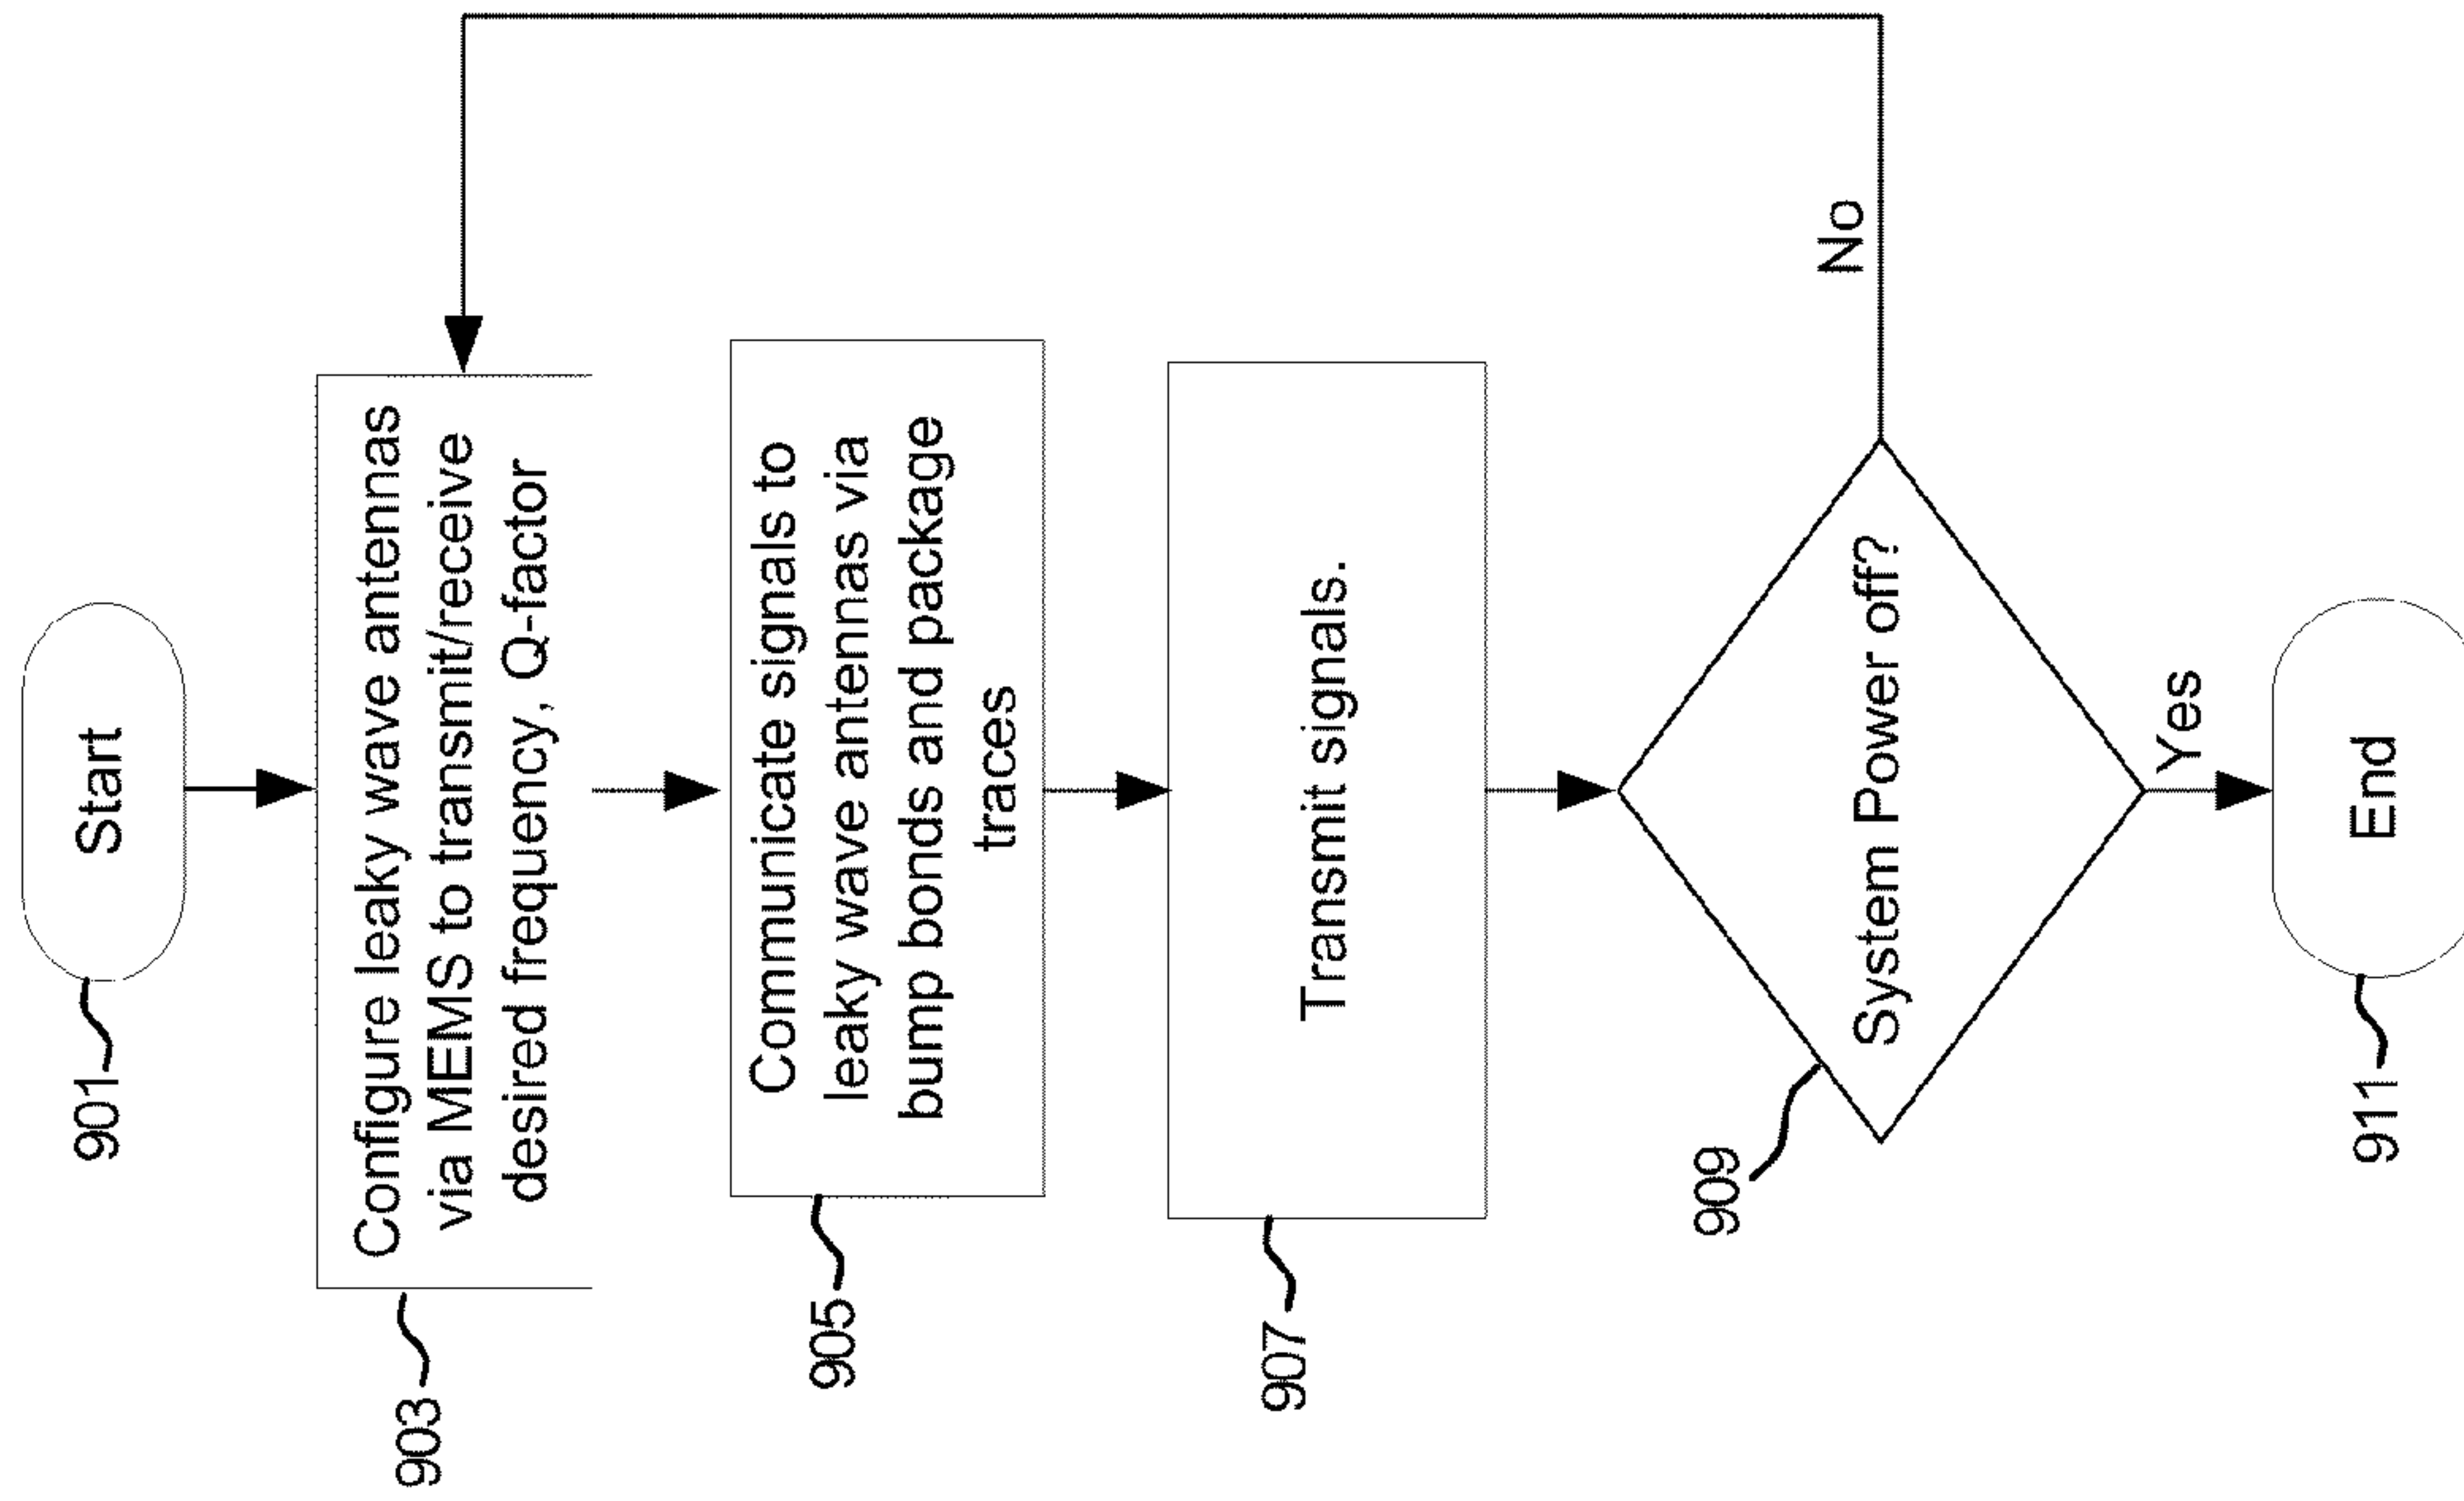 901
Start
903
Configure leaky wave antennas
via MEMS to transmit/receive
desired frequency, Q-factor
905
Communicate signals to
leaky wave antennas via
bump bonds and package
traces
907
Transmit signals.
909
System Power off?
No
Yes
911
End